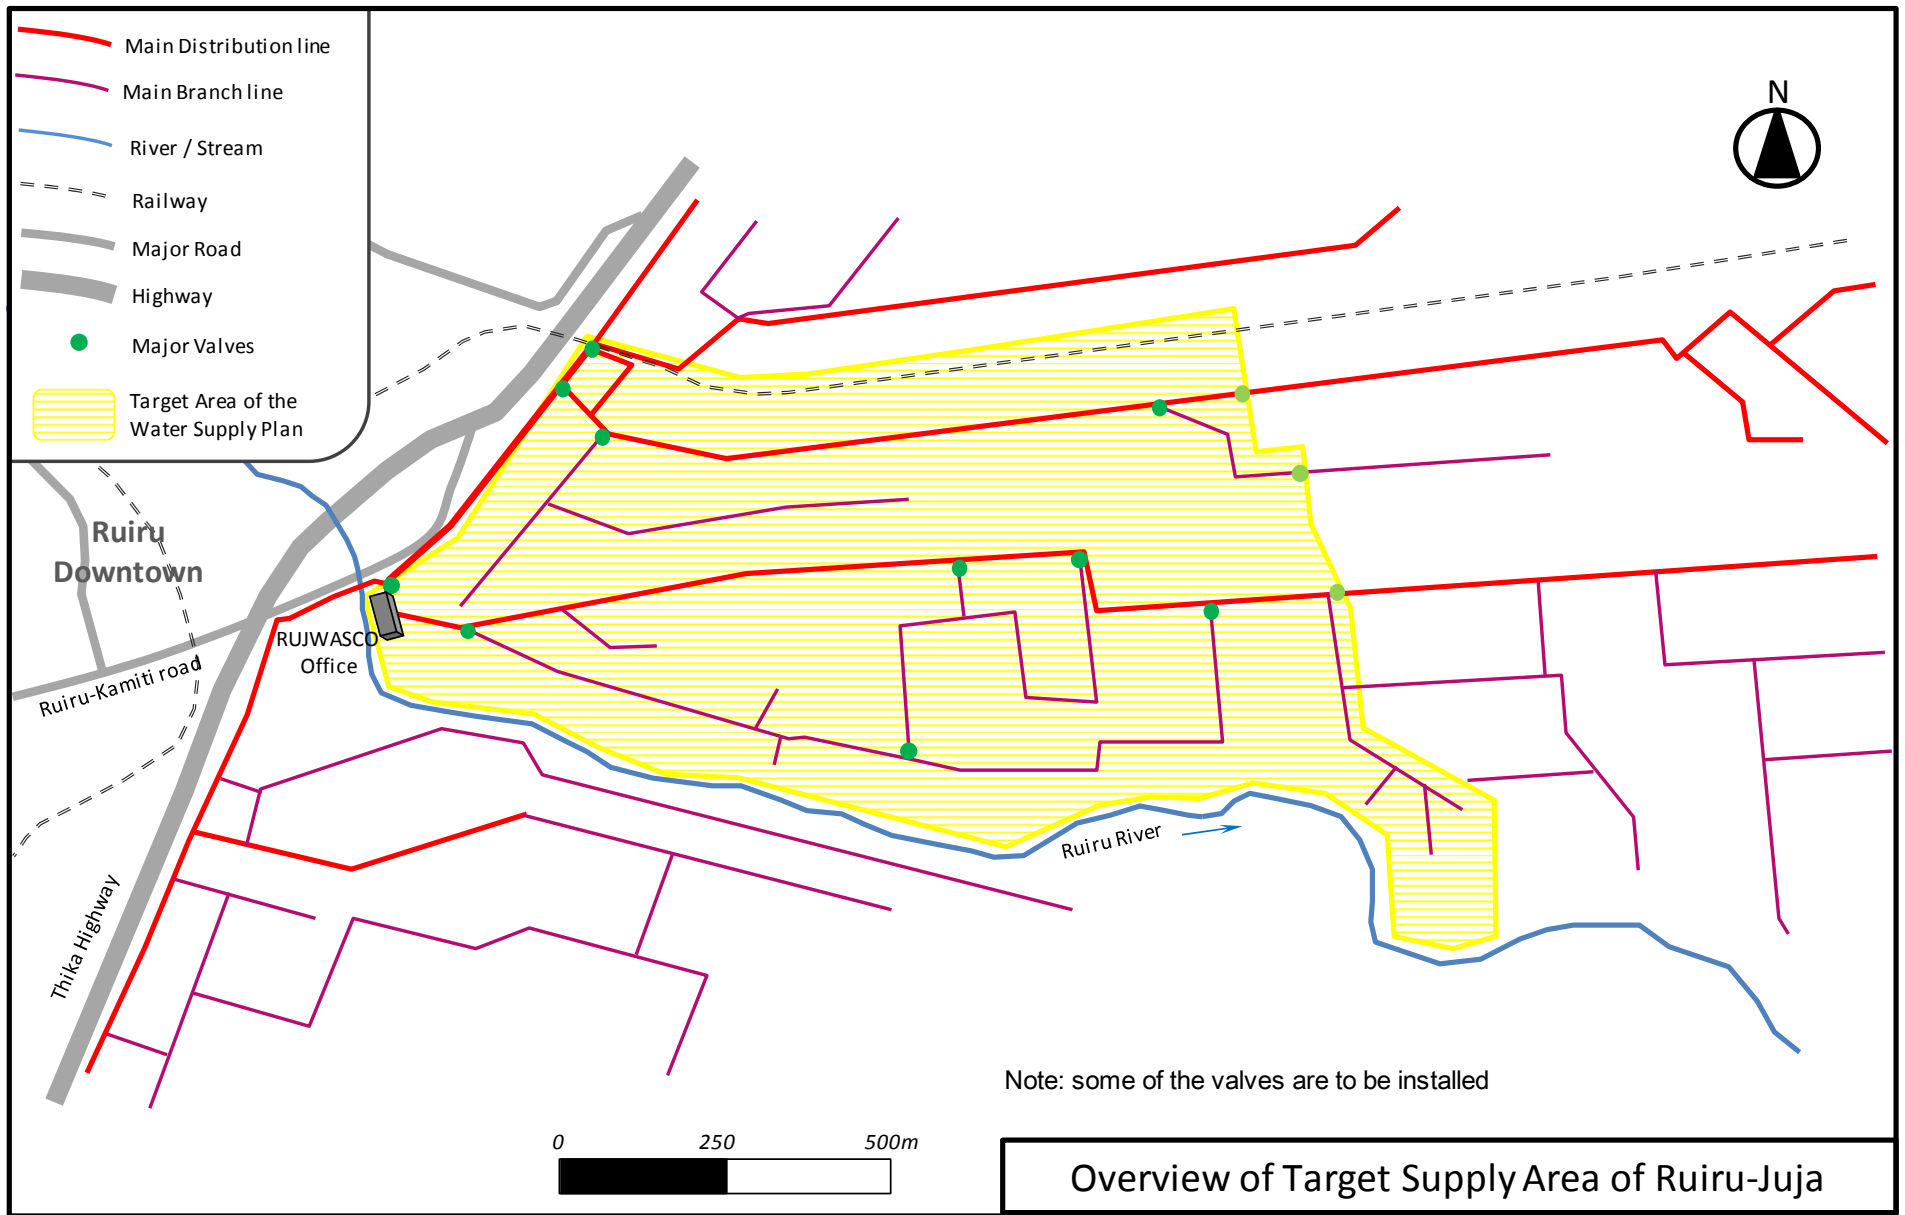 Main Distribution line
Main Branch line
River / Stream
Railway
Major Road
Highway
Major Valves
Target Area of the
Water Supply Plan
N
Ruiru
Downtown
RUJWASCO
Office
Ruiru-Kamiti road
Ruiru River
Thika Highway
Note: some of the valves are to be installed
0 250 500m
Overview of Target Supply Area of Ruiru-Juja